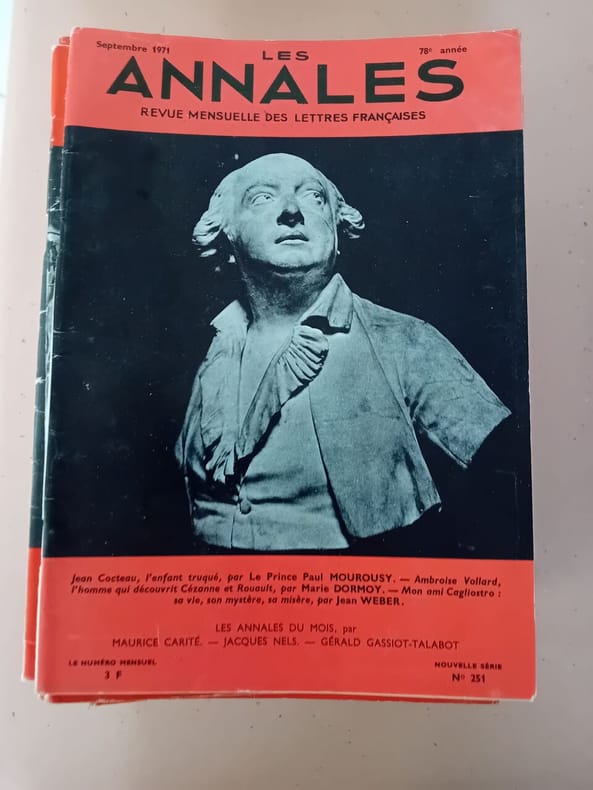 Septembre 1971
78e année
LES
ANNALES
REVUE MENSUELLE DES LETTRES FRANÇAISES
Jean Cocteau, l'enfant truqué, par Le Prince Paul MOUROUSY. — Ambroise Vollard,
l'homme qui découvrit Cézanne et Rouault, par Marie DORMOY. — Mon ami Cagliostro :
sa vie, son mystère, sa misère, par Jean WEBER.
LES ANNALES DU MOIS, par
MAURICE CARITÉ. — JACQUES NELS. — GÉRALD GASSIOT-TALABOT
LE NUMÉRO MENSUEL
3 F
NOUVELLE SÉRIE
No 251